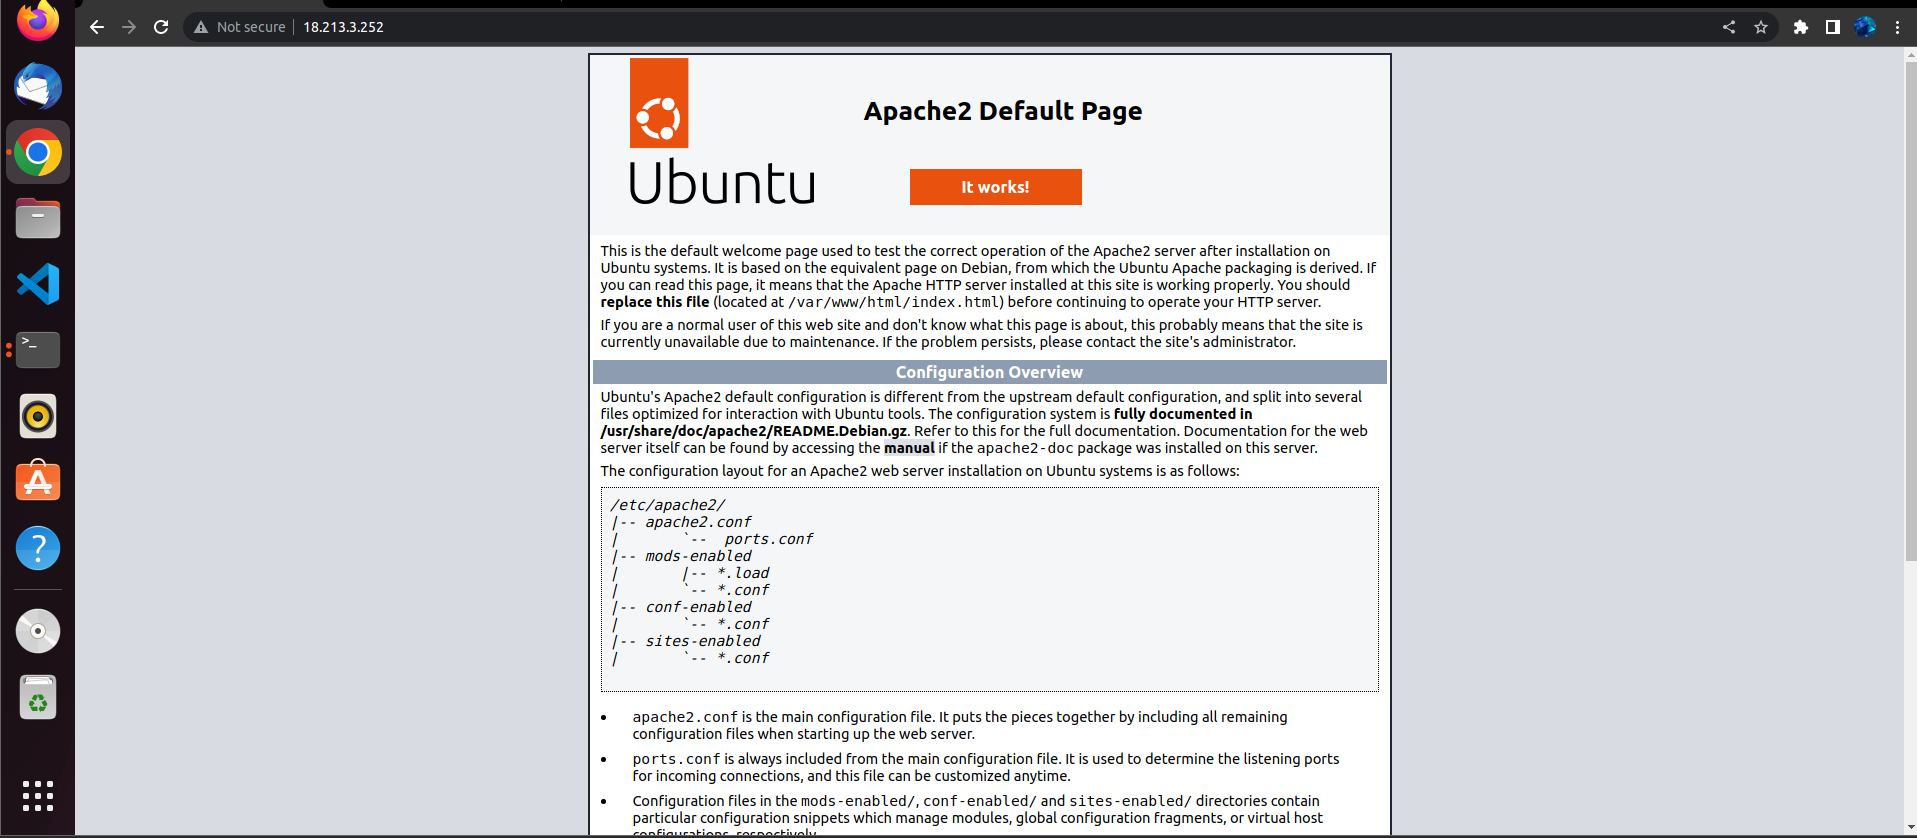 Not secure
18.213.3.252
Apache2 Default Page
Ubuntu
It works!
This is the default welcome page used to test the correct operation of the Apache2 server after installation on
Ubuntu systems. It is based on the equivalent page on Debian, from which the Ubuntu Apache packaging is derived. If
you can read this page, it means that the Apache HTTP server installed at this site is working properly. You should
replace this file (located at /var/www/html/index.html) before continuing to operate your HTTP server.
If you are a normal user of this web site and don't know what this page is about, this probably means that the site is
currently unavailable due to maintenance. If the problem persists, please contact the site's administrator.
Configuration Overview
Ubuntu's Apache2 default configuration is different from the upstream default configuration, and split into several
files optimized for interaction with Ubuntu tools. The configuration system is fully documented in
/usr/share/doc/apache2/README.Debian.gz. Refer to this for the full documentation. Documentation for the web
server itself can be found by accessing the manual if the apache2-doc package was installed on this server.
The configuration layout for an Apache2 web server installation on Ubuntu systems is as follows:
/etc/apache2/
|-- apache2.conf
|       `--  ports.conf
|-- mods-enabled
|       |-- *.load
|       `-- *.conf
|-- conf-enabled
|       `-- *.conf
|-- sites-enabled
|       `-- *.conf
apache2.conf is the main configuration file. It puts the pieces together by including all remaining
configuration files when starting up the web server.
ports.conf is always included from the main configuration file. It is used to determine the listening ports
for incoming connections, and this file can be customized anytime.
Configuration files in the mods-enabled/, conf-enabled/ and sites-enabled/ directories contain
particular configuration snippets which manage modules, global configuration fragments, or virtual host
configurations, respectively.